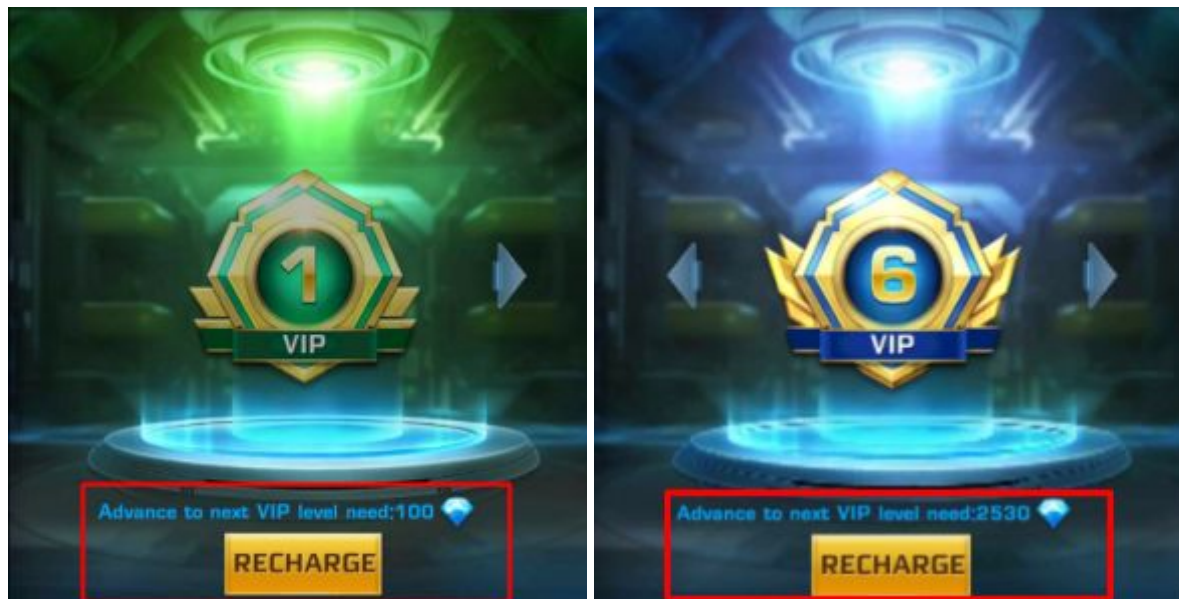 1
VIP
Advance to next VIP level need:100
RECHARGE
6
VIP
Advance to next VIP level need:2530
RECHARGE